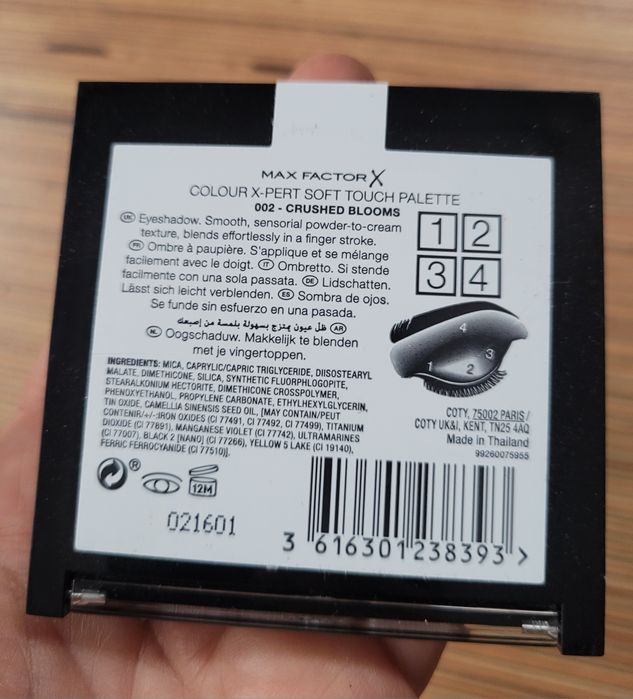 MAX FACTOR X
COLOUR X-PERT SOFT TOUCH PALETTE
002 - CRUSHED BLOOMS
UK Eyeshadow. Smooth, sensorial powder-to-cream
texture, blends effortlessly in a finger stroke.
FR Ombre à paupière. S'applique et se mélange
facilement avec le doigt. IT Ombretto. Si stende
facilmente con una sola passata. DE Lidschatten.
Lässt sich leicht verblenden. ES Sombra de ojos.
Se funde sin esfuerzo en una pasada.
AR ظل عيون يمتزج بسهولة بلمسة من إصبعك
NL Oogschaduw. Makkelijk te blenden
met je vingertoppen.
1 2
3 4
4
1 2 3
INGREDIENTS: MICA, CAPRYLIC/CAPRIC TRIGLYCERIDE, DIISOSTEARYL
MALATE, DIMETHICONE, SILICA, SYNTHETIC FLUORPHLOGOPITE,
STEARALKONIUM HECTORITE, DIMETHICONE CROSSPOLYMER,
PHENOXYETHANOL, PROPYLENE CARBONATE, ETHYLHEXYLGLYCERIN,
TIN OXIDE, CAMELLIA SINENSIS SEED OIL, [MAY CONTAIN/PEUT
CONTENIR/+/-:IRON OXIDES (CI 77491, CI 77492, CI 77499), TITANIUM
DIOXIDE (CI 77891), MANGANESE VIOLET (CI 77742), ULTRAMARINES
(CI 77007), BLACK 2 [NANO] (CI 77266), YELLOW 5 LAKE (CI 19140),
FERRIC FERROCYANIDE (CI 77510)].
COTY, 75002 PARIS/
COTY UK&I, KENT, TN25 4AQ
Made in Thailand
99260075955
®
12M
021601
3 616301 238393 >